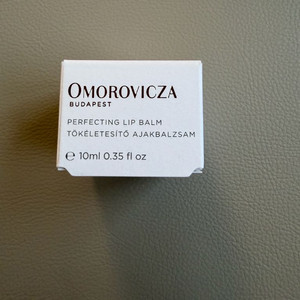 OMOROVICZA
BUDAPEST
PERFECTING LIP BALM
TÖKÉLETESÍTŐ AJAKBALZSAM
℮ 10ml 0.35 fl oz